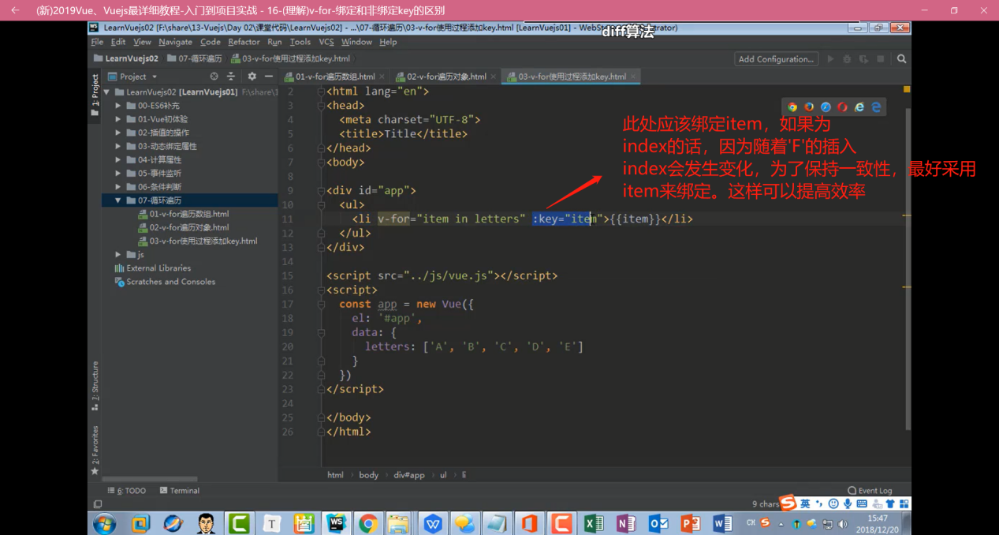 (新)2019Vue、Vuejs最详细教程-入门到项目实战 - 16-(理解)v-for-绑定和非绑定key的区别
LearnVuejs02 [F:\share\13-Vuejs\Day 02\课堂代码\LearnVuejs02] - ...\07-循环遍历\03-v-for使用过程添加key.html [LearnVuejs01] - WebSt
diff算法
File Edit View Navigate Code Refactor Run Tools VCS Window Help
LearnVuejs02 07-循环遍历 03-v-for使用过程添加key.html
Add Configuration...
Project
01-v-for遍历数组.html
02-v-for遍历对象.html
03-v-for使用过程添加key.html
1: Project
LearnVuejs02 [LearnVuejs01] F:\share\1
00-ES6补充
01-Vue初体验
02-插值的操作
03-动态绑定属性
04-计算属性
05-事件监听
06-条件判断
07-循环遍历
01-v-for遍历数组.html
02-v-for遍历对象.html
03-v-for使用过程添加key.html
js
External Libraries
Scratches and Consoles
7: Structure
2: Favorites
2 <html lang="en">
3 <head>
4 <meta charset="UTF-8">
5 <title>Title</title>
6 </head>
7 <body>
8
9 <div id="app">
10 <ul>
11 <li v-for="item in letters" :key="item">{{item}}</li>
12 </ul>
13 </div>
14
15 <script src="../js/vue.js"></script>
16 <script>
17 const app = new Vue({
18 el: '#app',
19 data: {
20 letters: ['A', 'B', 'C', 'D', 'E']
21 }
22 })
23 </script>
24
25 </body>
26 </html>
此处应该绑定item，如果为
index的话，因为随着'F'的插入
index会发生变化，为了保持一致性，最好采用
item来绑定。这样可以提高效率
html body div#app ul li
6: TODO Terminal
Event Log
9 chars
英
CH
15:47
2018/12/20